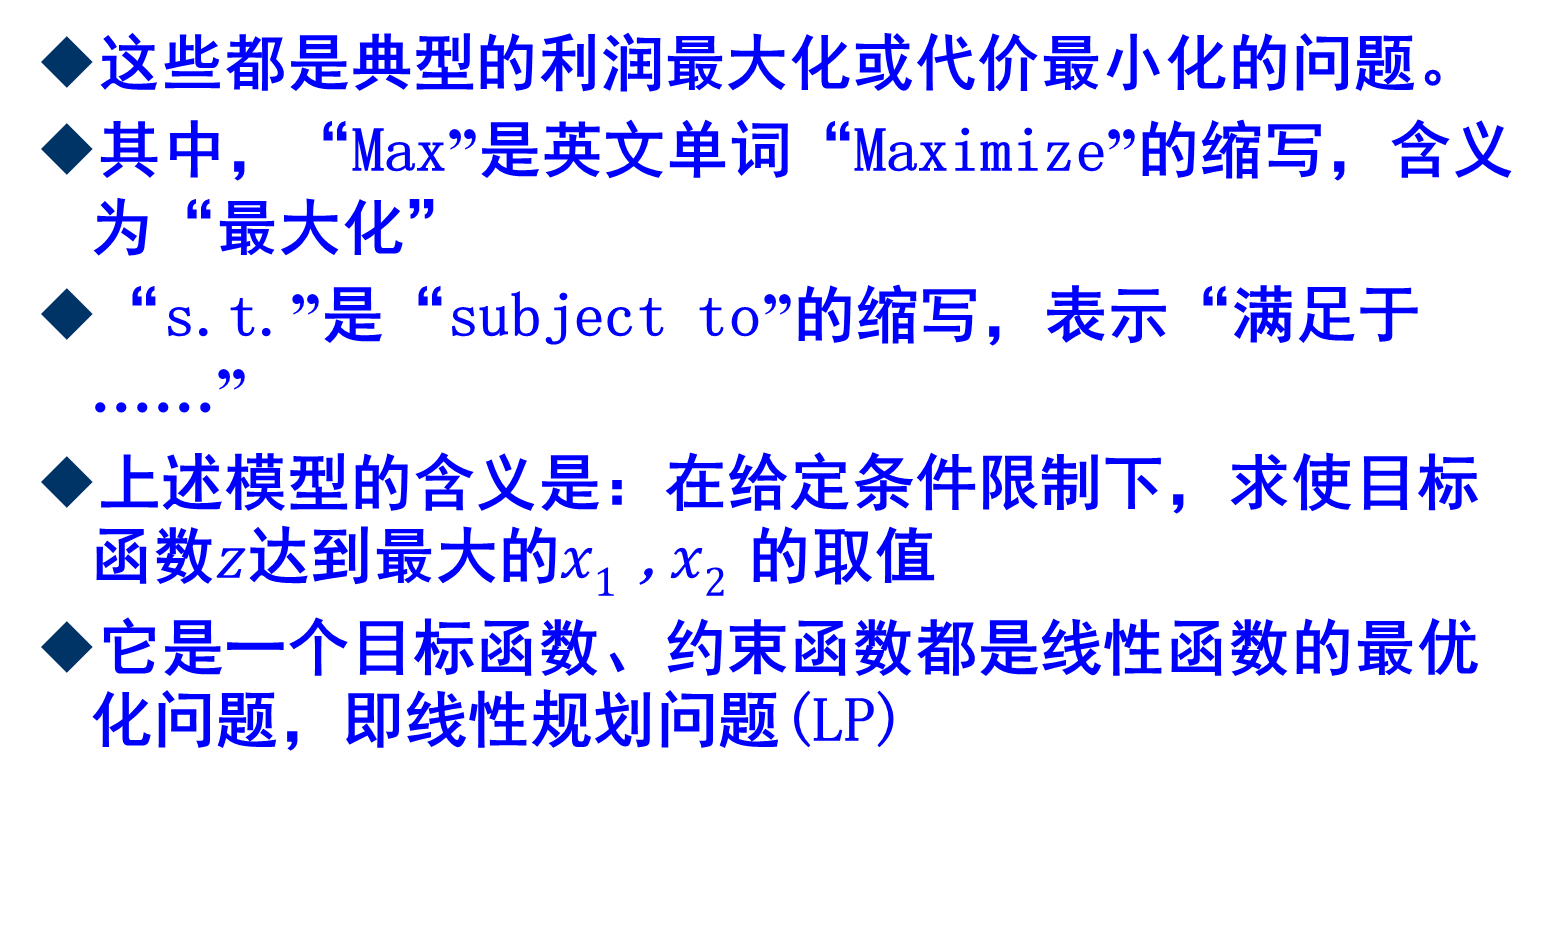 ◆这些都是典型的利润最大化或代价最小化的问题。
◆其中，“Max”是英文单词“Maximize”的缩写，含义
为“最大化”
◆“s.t.”是“subject to”的缩写，表示“满足于
……”
◆上述模型的含义是：在给定条件限制下，求使目标
函数z达到最大的x₁ ,x₂ 的取值
◆它是一个目标函数、约束函数都是线性函数的最优
化问题，即线性规划问题(LP)